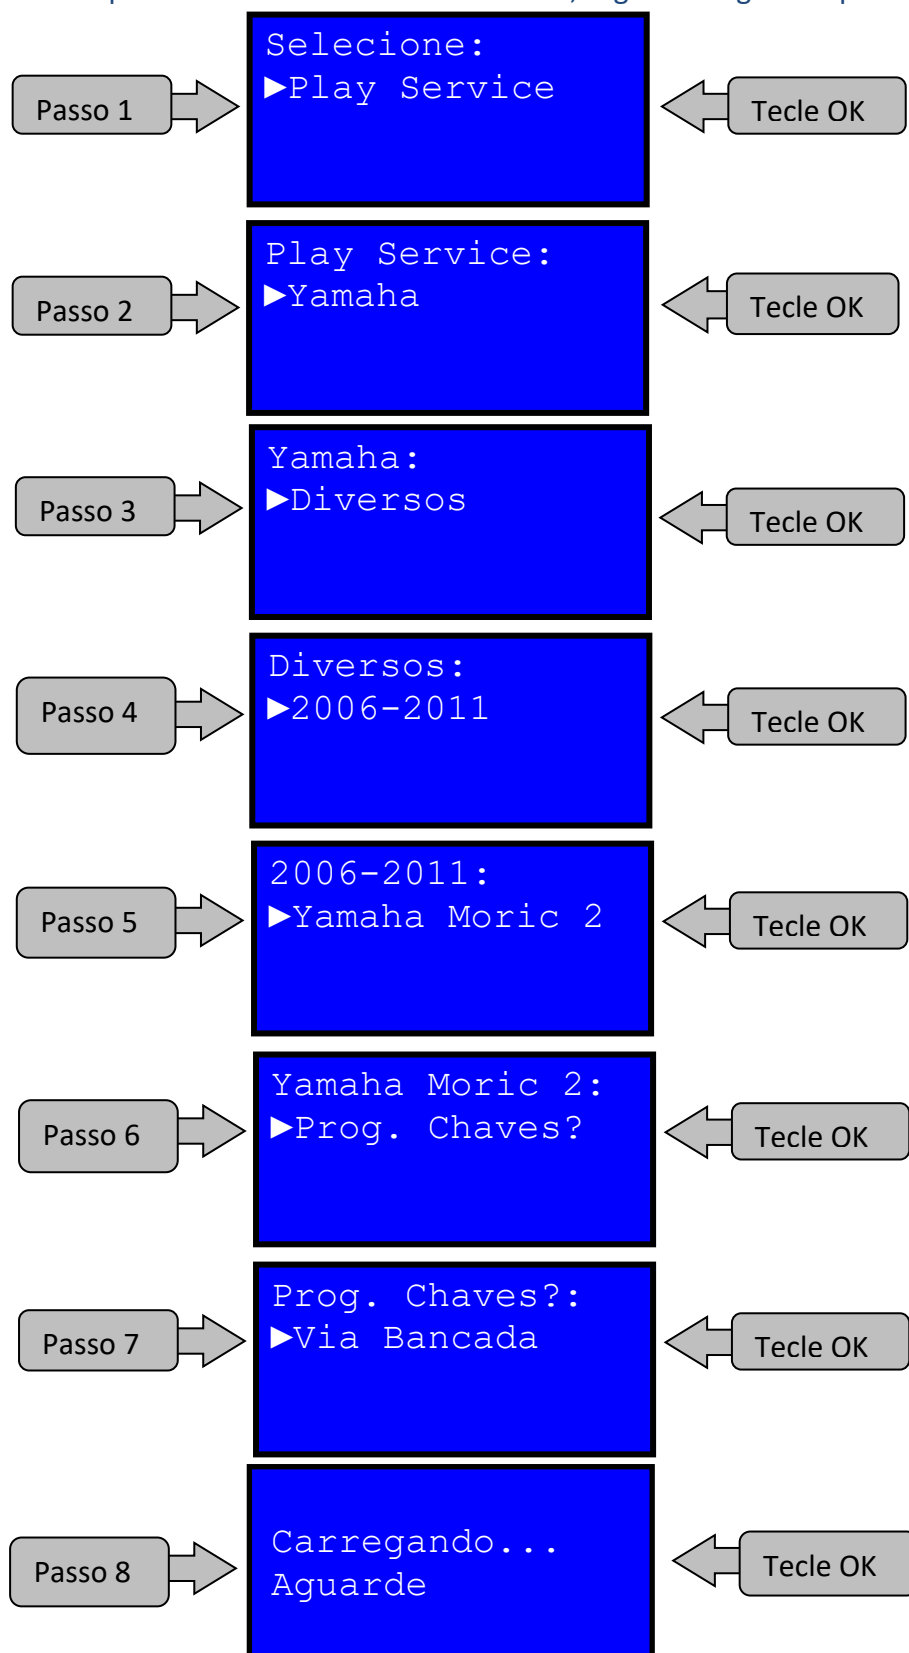 Selecione:
►Play Service
Passo 1
Tecle OK
Play Service:
►Yamaha
Passo 2
Tecle OK
Yamaha:
►Diversos
Passo 3
Tecle OK
Diversos:
►2006-2011
Passo 4
Tecle OK
2006-2011:
►Yamaha Moric 2
Passo 5
Tecle OK
Yamaha Moric 2:
►Prog. Chaves?
Passo 6
Tecle OK
Prog. Chaves?:
►Via Bancada
Passo 7
Tecle OK
Carregando...
Aguarde
Passo 8
Tecle OK